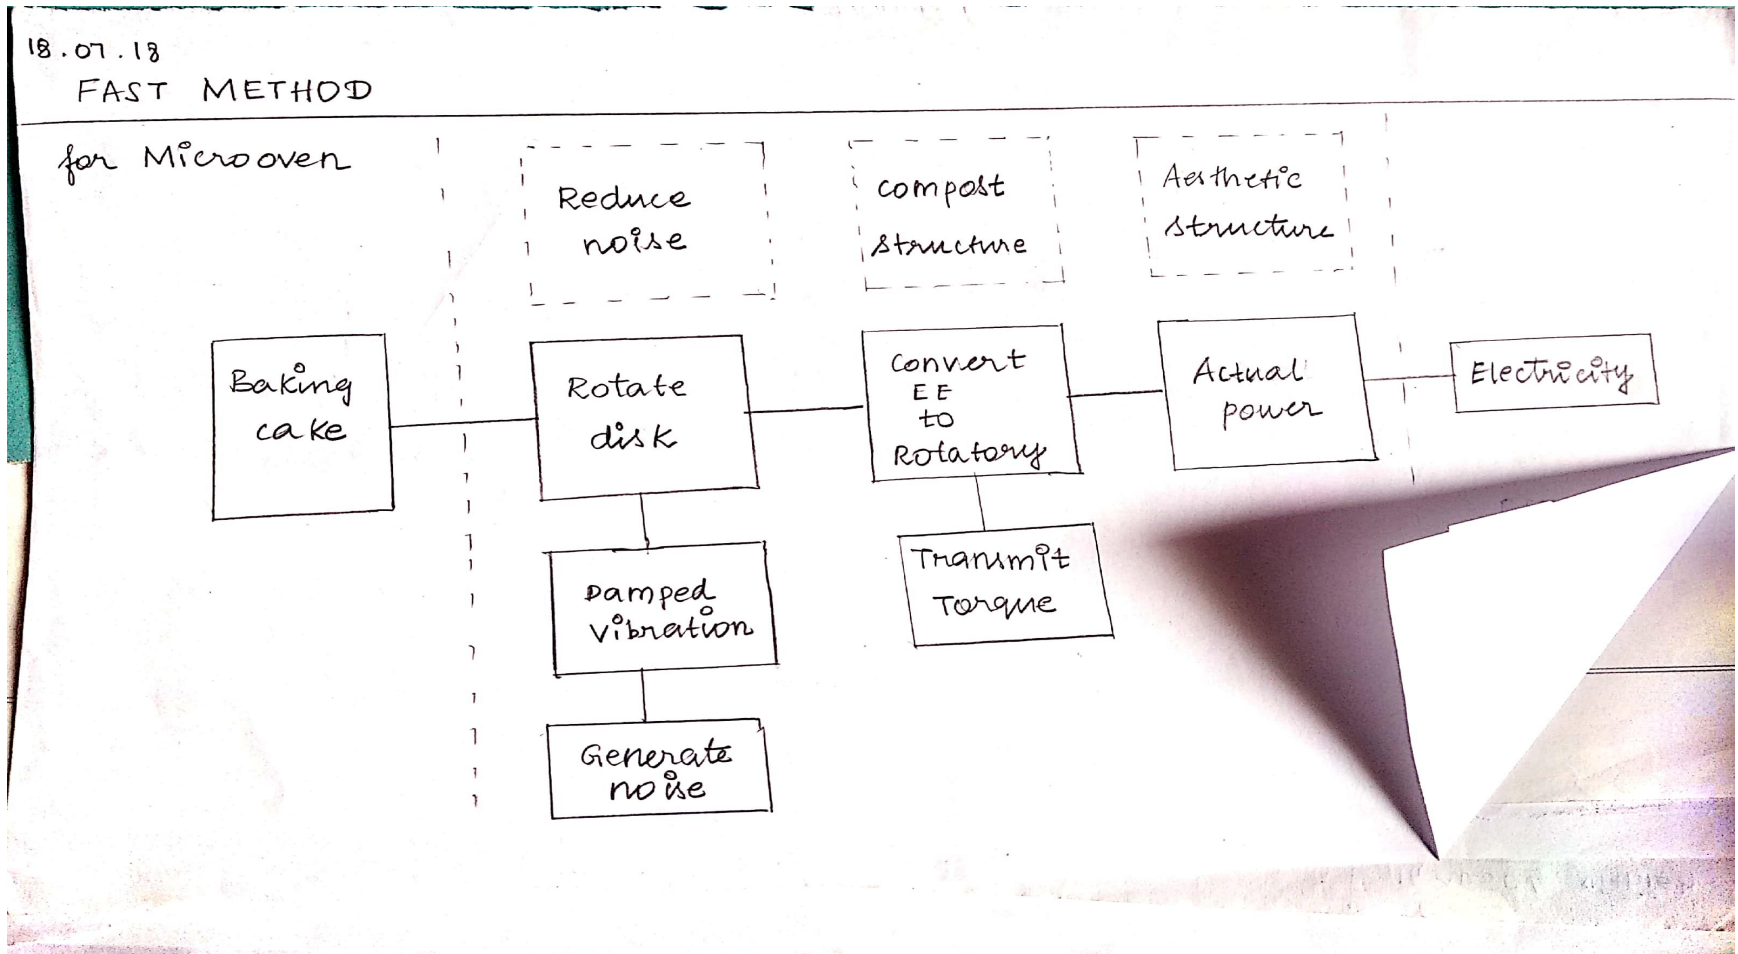 18.07.18
FAST METHOD
for Microoven
Reduce
noise
compost
structure
Aesthetic
structure
Baking
cake
Rotate
disk
Convert
EE
to
Rotatory
Actual
power
Electricity
Damped
vibration
Transmit
Torque
Generate
noise